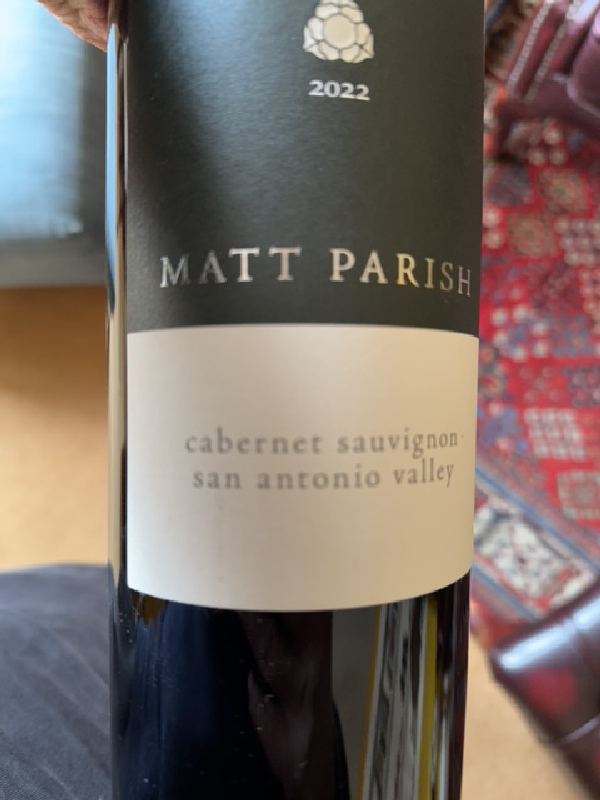 2022
MATT PARISH
cabernet sauvignon
san antonio valley